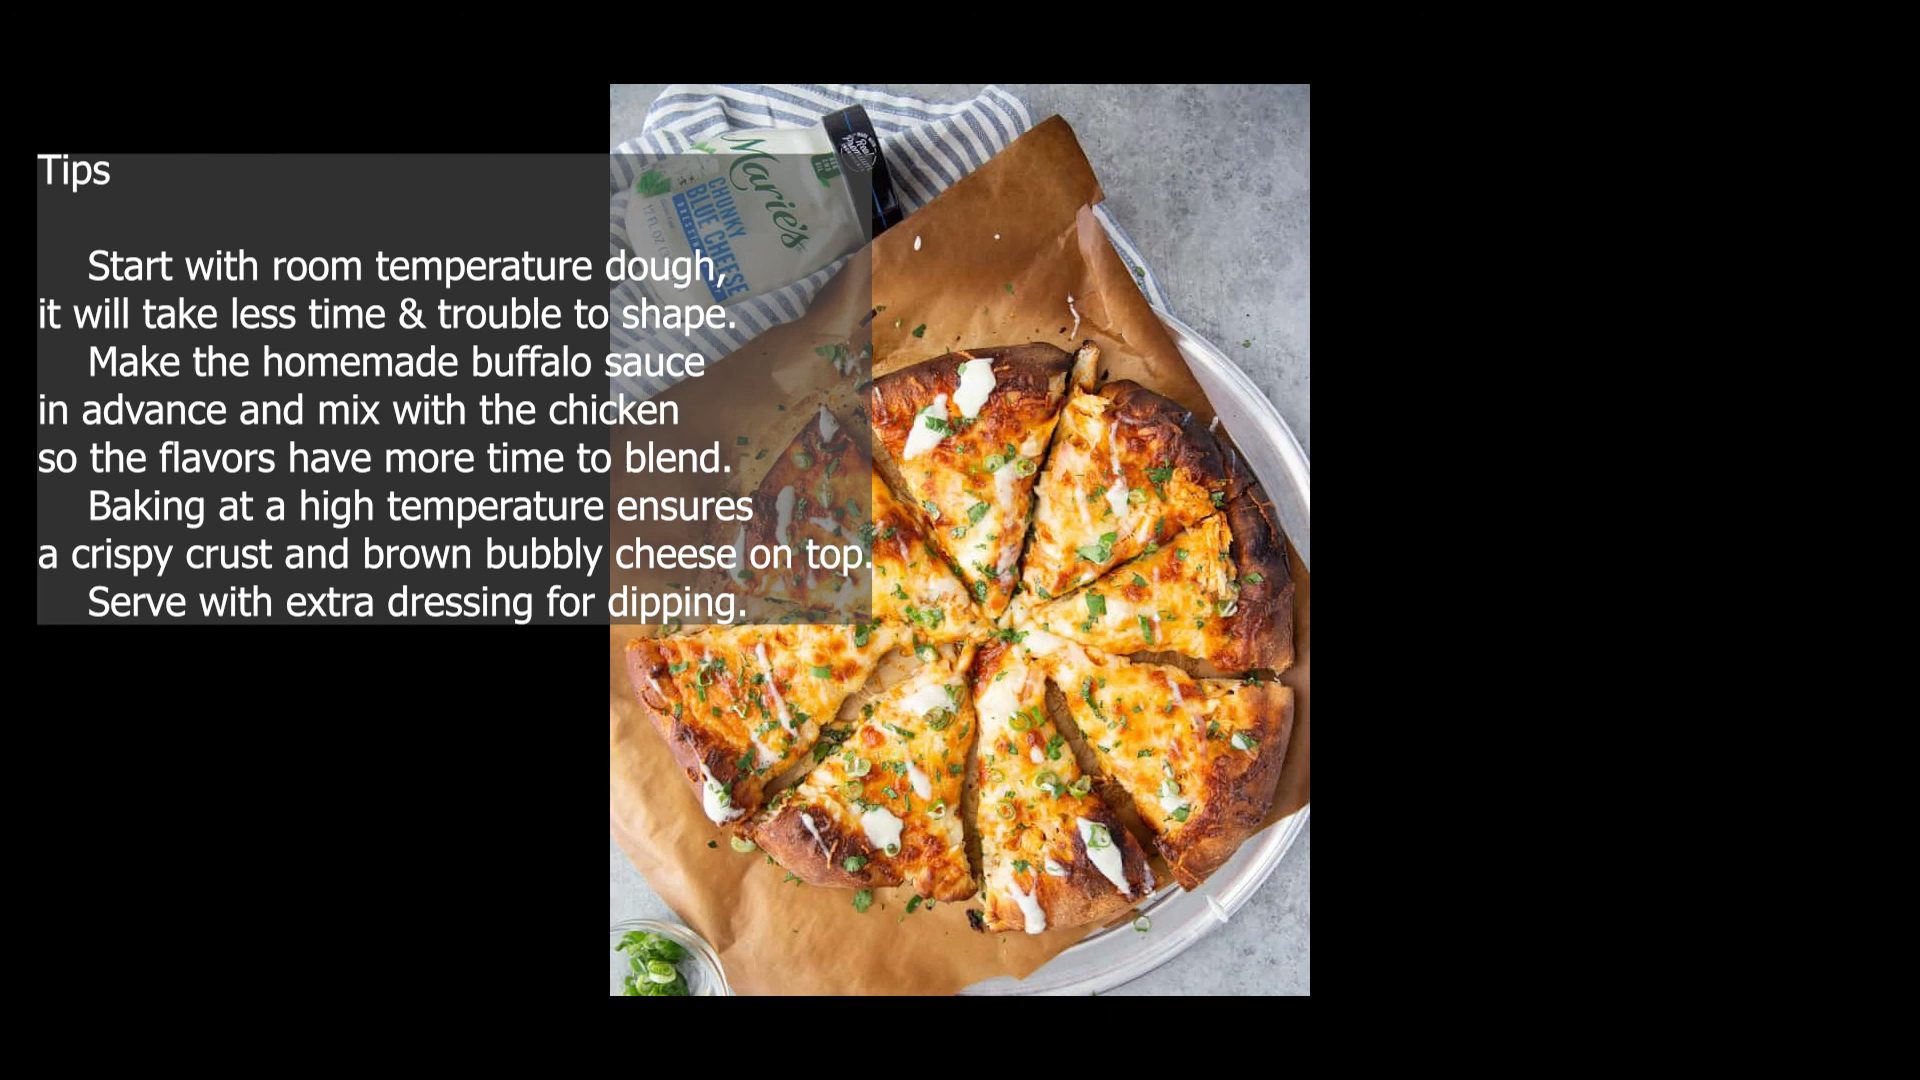 Tips
Start with room temperature dough,
it will take less time & trouble to shape.
Make the homemade buffalo sauce
in advance and mix with the chicken
so the flavors have more time to blend.
Baking at a high temperature ensures
a crispy crust and brown bubbly cheese on top.
Serve with extra dressing for dipping.
Marie's
CHUNKY
BLUE CHEESE
12 FL OZ